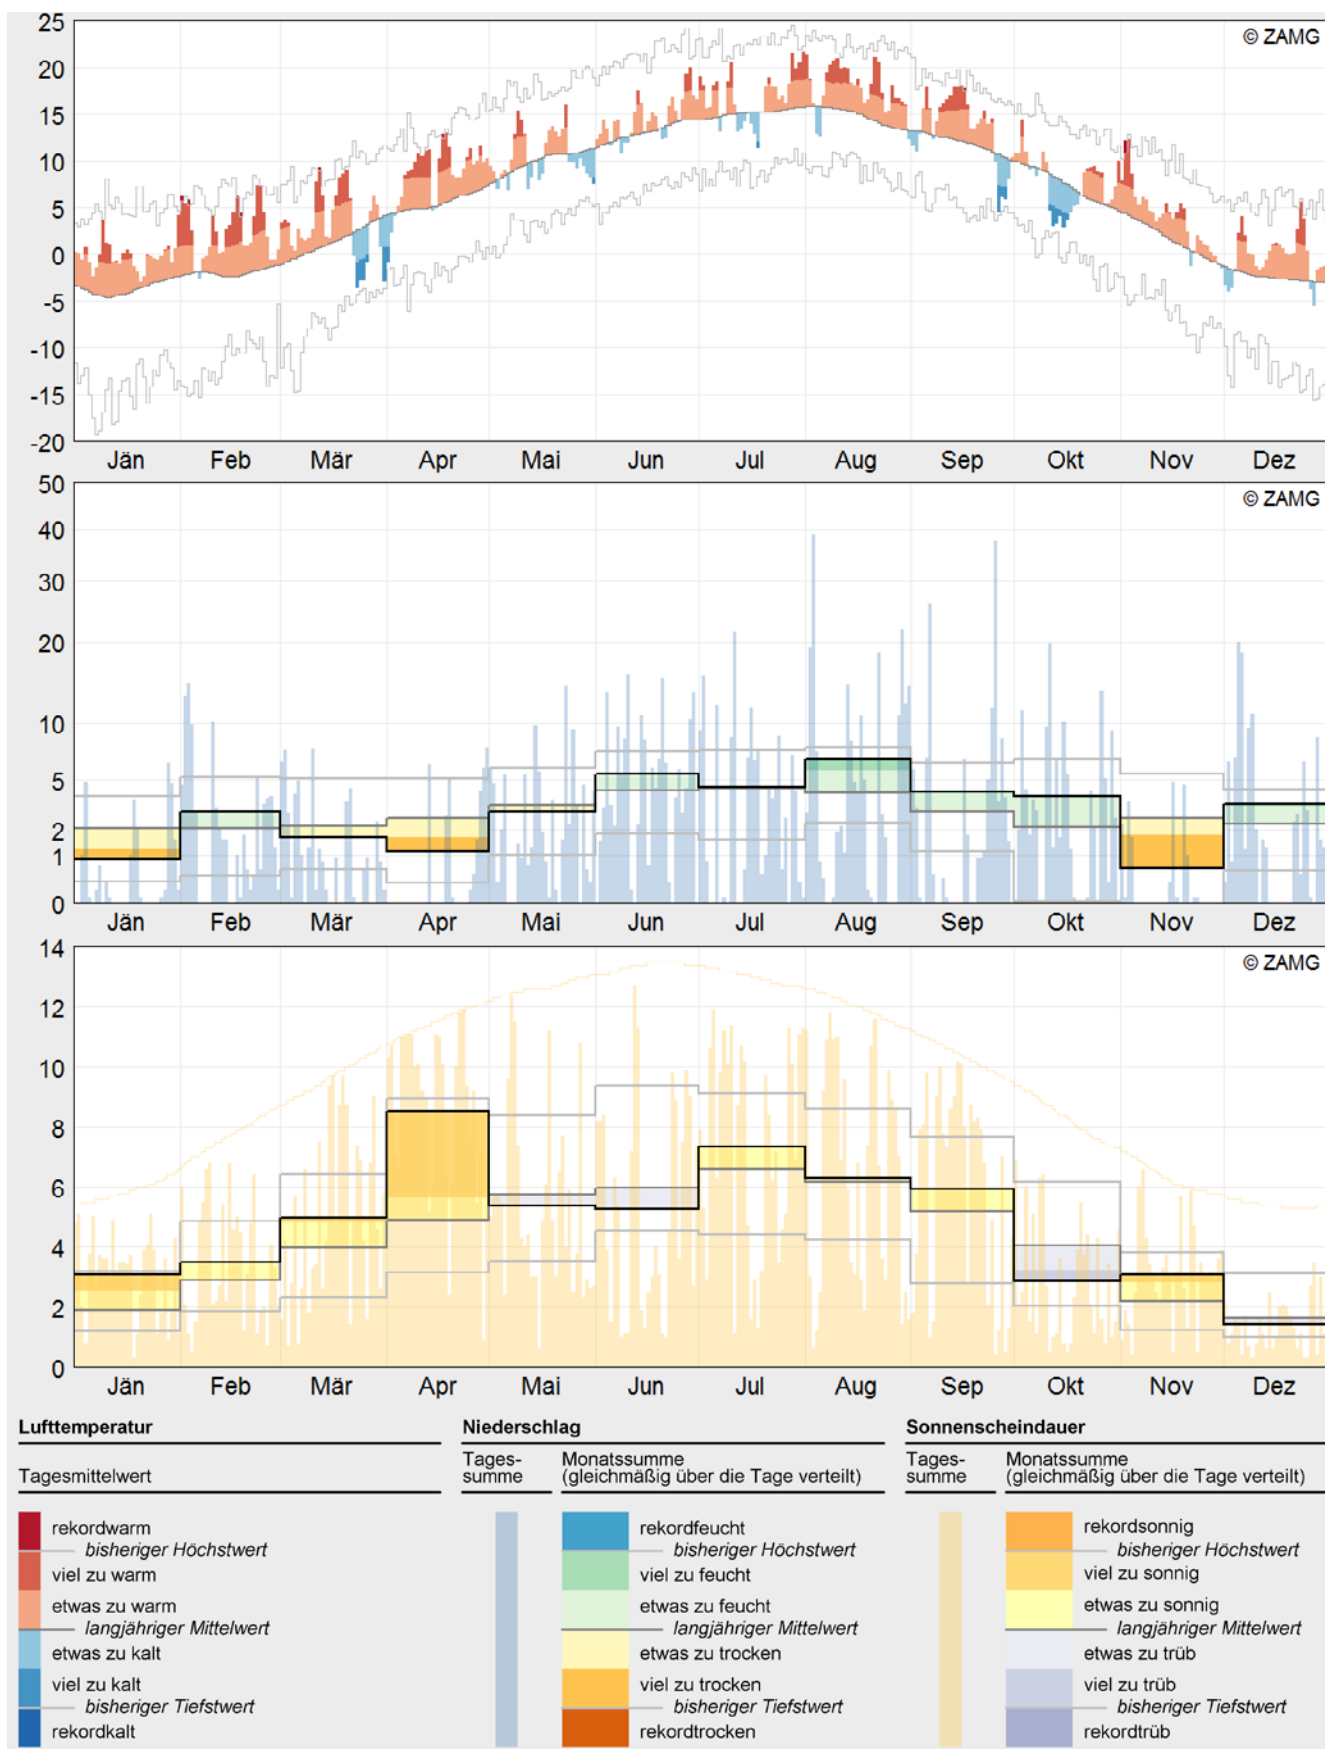 25
© ZAMG
20
15
10
5
0
-5
-10
-15
-20
Jän Feb Mär Apr Mai Jun Jul Aug Sep Okt Nov Dez
50
© ZAMG
40
30
20
10
5
2
1
0
Jän Feb Mär Apr Mai Jun Jul Aug Sep Okt Nov Dez
14
© ZAMG
12
10
8
6
4
2
0
Jän Feb Mär Apr Mai Jun Jul Aug Sep Okt Nov Dez
Lufttemperatur
Tagesmittelwert
rekordwarm
bisheriger Höchstwert
viel zu warm
etwas zu warm
langjähriger Mittelwert
etwas zu kalt
viel zu kalt
bisheriger Tiefstwert
rekordkalt
Niederschlag
Tages-
summe
Monatssumme
(gleichmäßig über die Tage verteilt)
rekordfeucht
bisheriger Höchstwert
viel zu feucht
etwas zu feucht
langjähriger Mittelwert
etwas zu trocken
viel zu trocken
bisheriger Tiefstwert
rekordtrocken
Sonnenscheindauer
Tages-
summe
Monatssumme
(gleichmäßig über die Tage verteilt)
rekordsonnig
bisheriger Höchstwert
viel zu sonnig
etwas zu sonnig
langjähriger Mittelwert
etwas zu trüb
viel zu trüb
bisheriger Tiefstwert
rekordtrüb